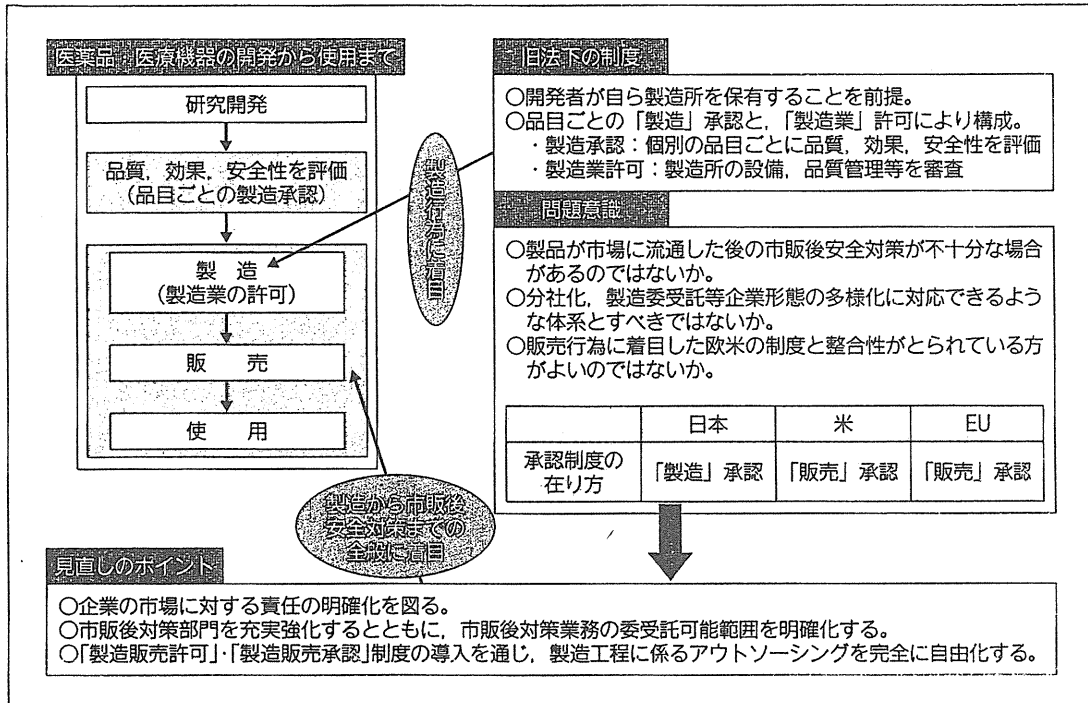 医薬品・医療機器の開発から使用まで
研究開発
品質，効果，安全性を評価
(品目ごとの製造承認)
製　造
(製造業の許可)
販　売
使　用
製造行為に着目
製造から市販後
安全対策までの
全般に着目
旧法下の制度
○開発者が自ら製造所を保有することを前提。
○品目ごとの「製造」承認と，「製造業」許可により構成。
・製造承認：個別の品目ごとに品質，効果，安全性を評価
・製造業許可：製造所の設備，品質管理等を審査
問題意識
○製品が市場に流通した後の市販後安全対策が不十分な場合
があるのではないか。
○分社化，製造委受託等企業形態の多様化に対応できるよう
な体系とすべきではないか。
○販売行為に着目した欧米の制度と整合性がとられている方
がよいのではないか。
日本 米 EU
承認制度の
在り方 「製造」承認 「販売」承認 「販売」承認
見直しのポイント
○企業の市場に対する責任の明確化を図る。
○市販後対策部門を充実強化するとともに，市販後対策業務の委受託可能範囲を明確化する。
○「製造販売許可」・「製造販売承認」制度の導入を通じ，製造工程に係るアウトソーシングを完全に自由化する。